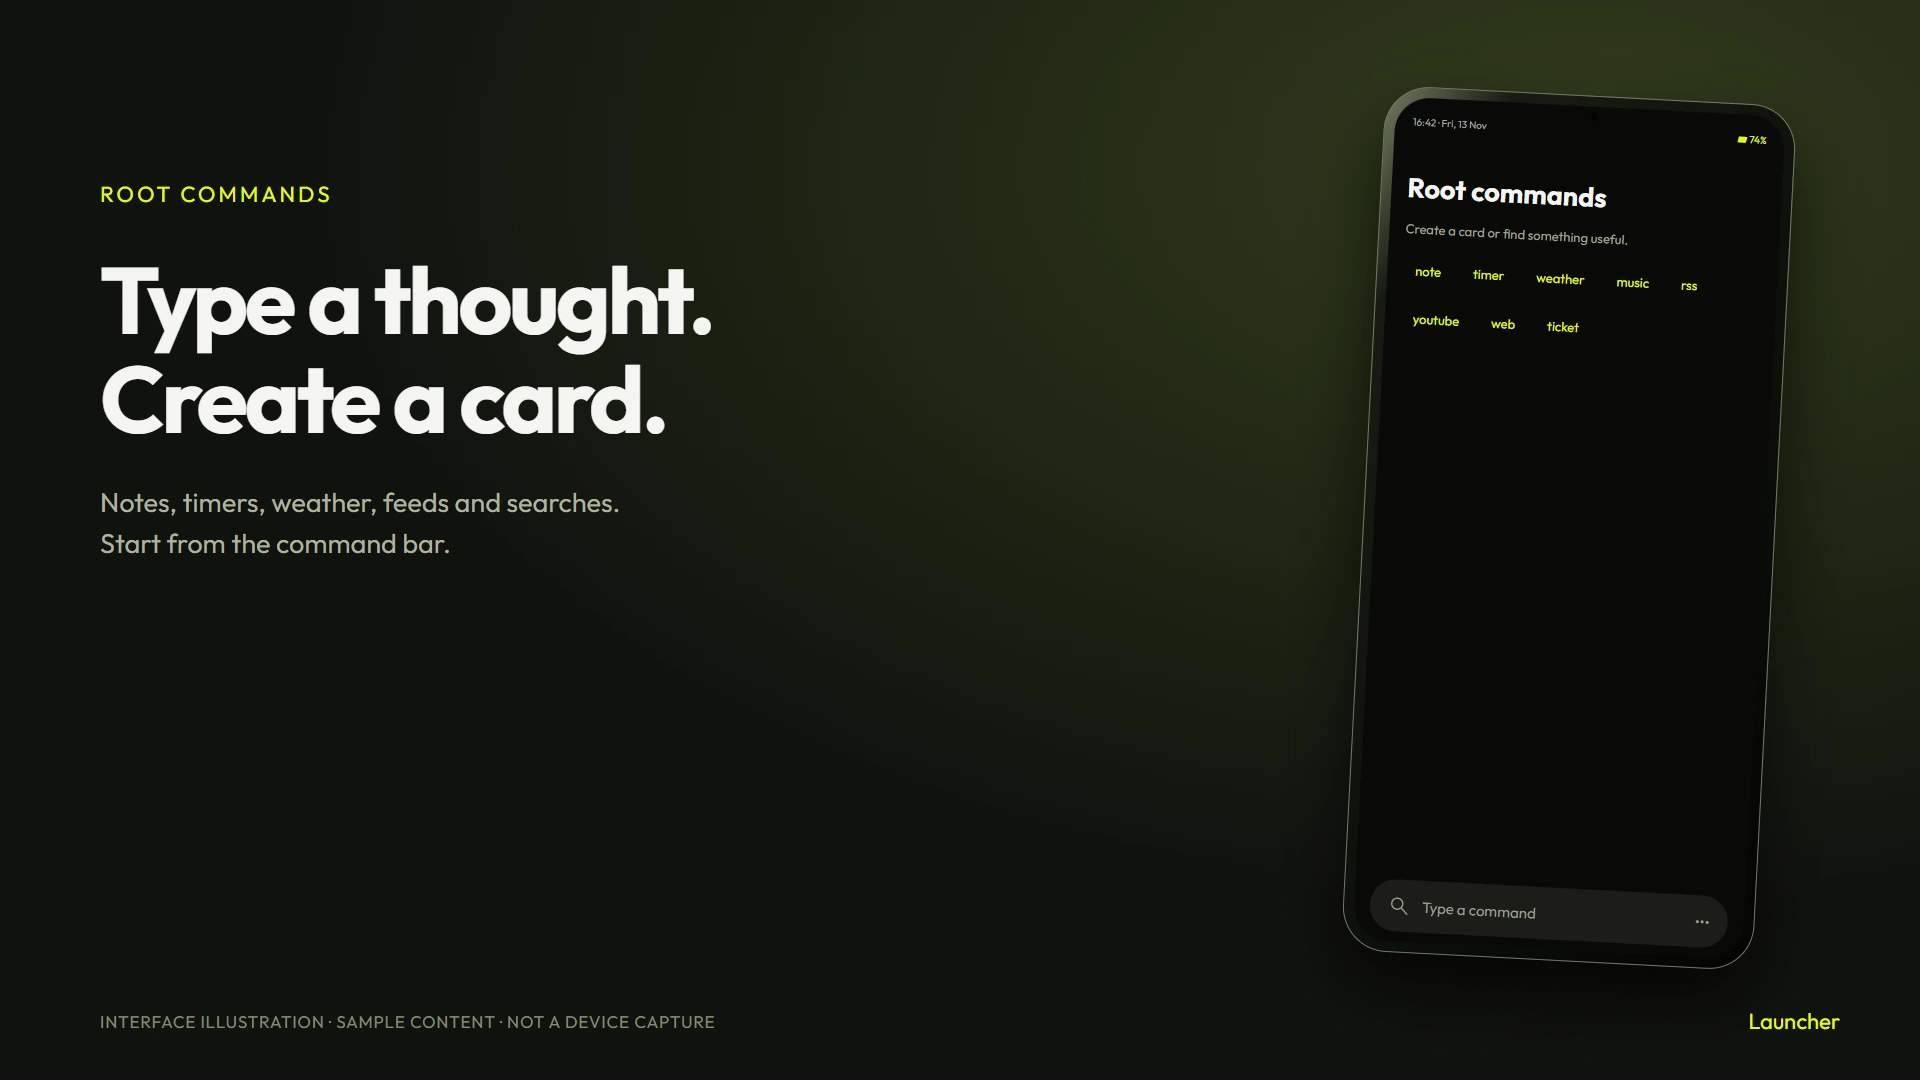 ROOT COMMANDS
Type a thought.
Create a card.
Notes, timers, weather, feeds and searches.
Start from the command bar.
16:42 · Fri, 13 Nov
74%
Root commands
Create a card or find something useful.
note timer weather music rss
youtube web ticket
Type a command
INTERFACE ILLUSTRATION · SAMPLE CONTENT · NOT A DEVICE CAPTURE
Launcher